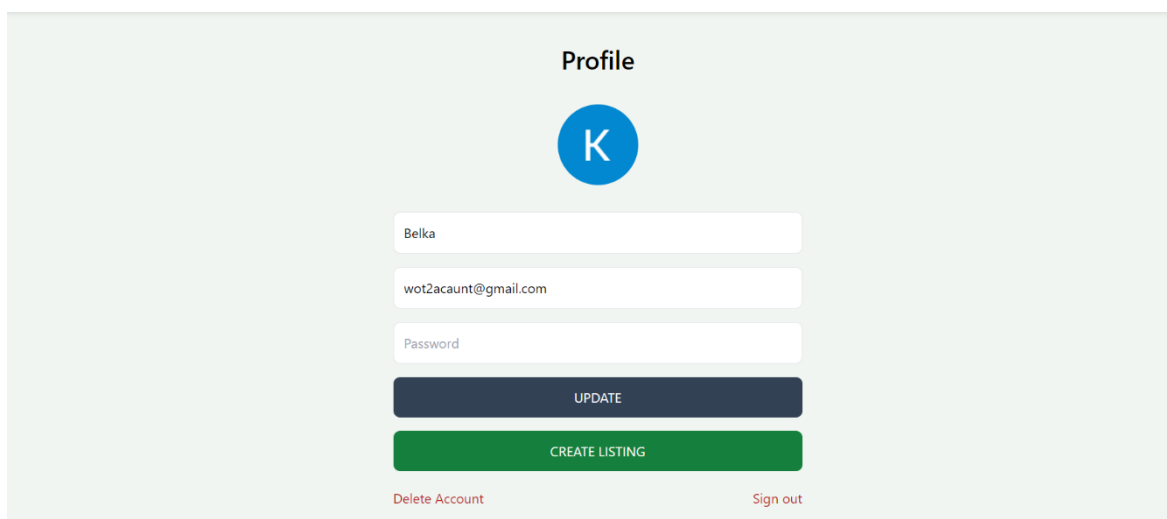 Profile
K
Belka
wot2acaunt@gmail.com
Password
UPDATE
CREATE LISTING
Delete Account Sign out